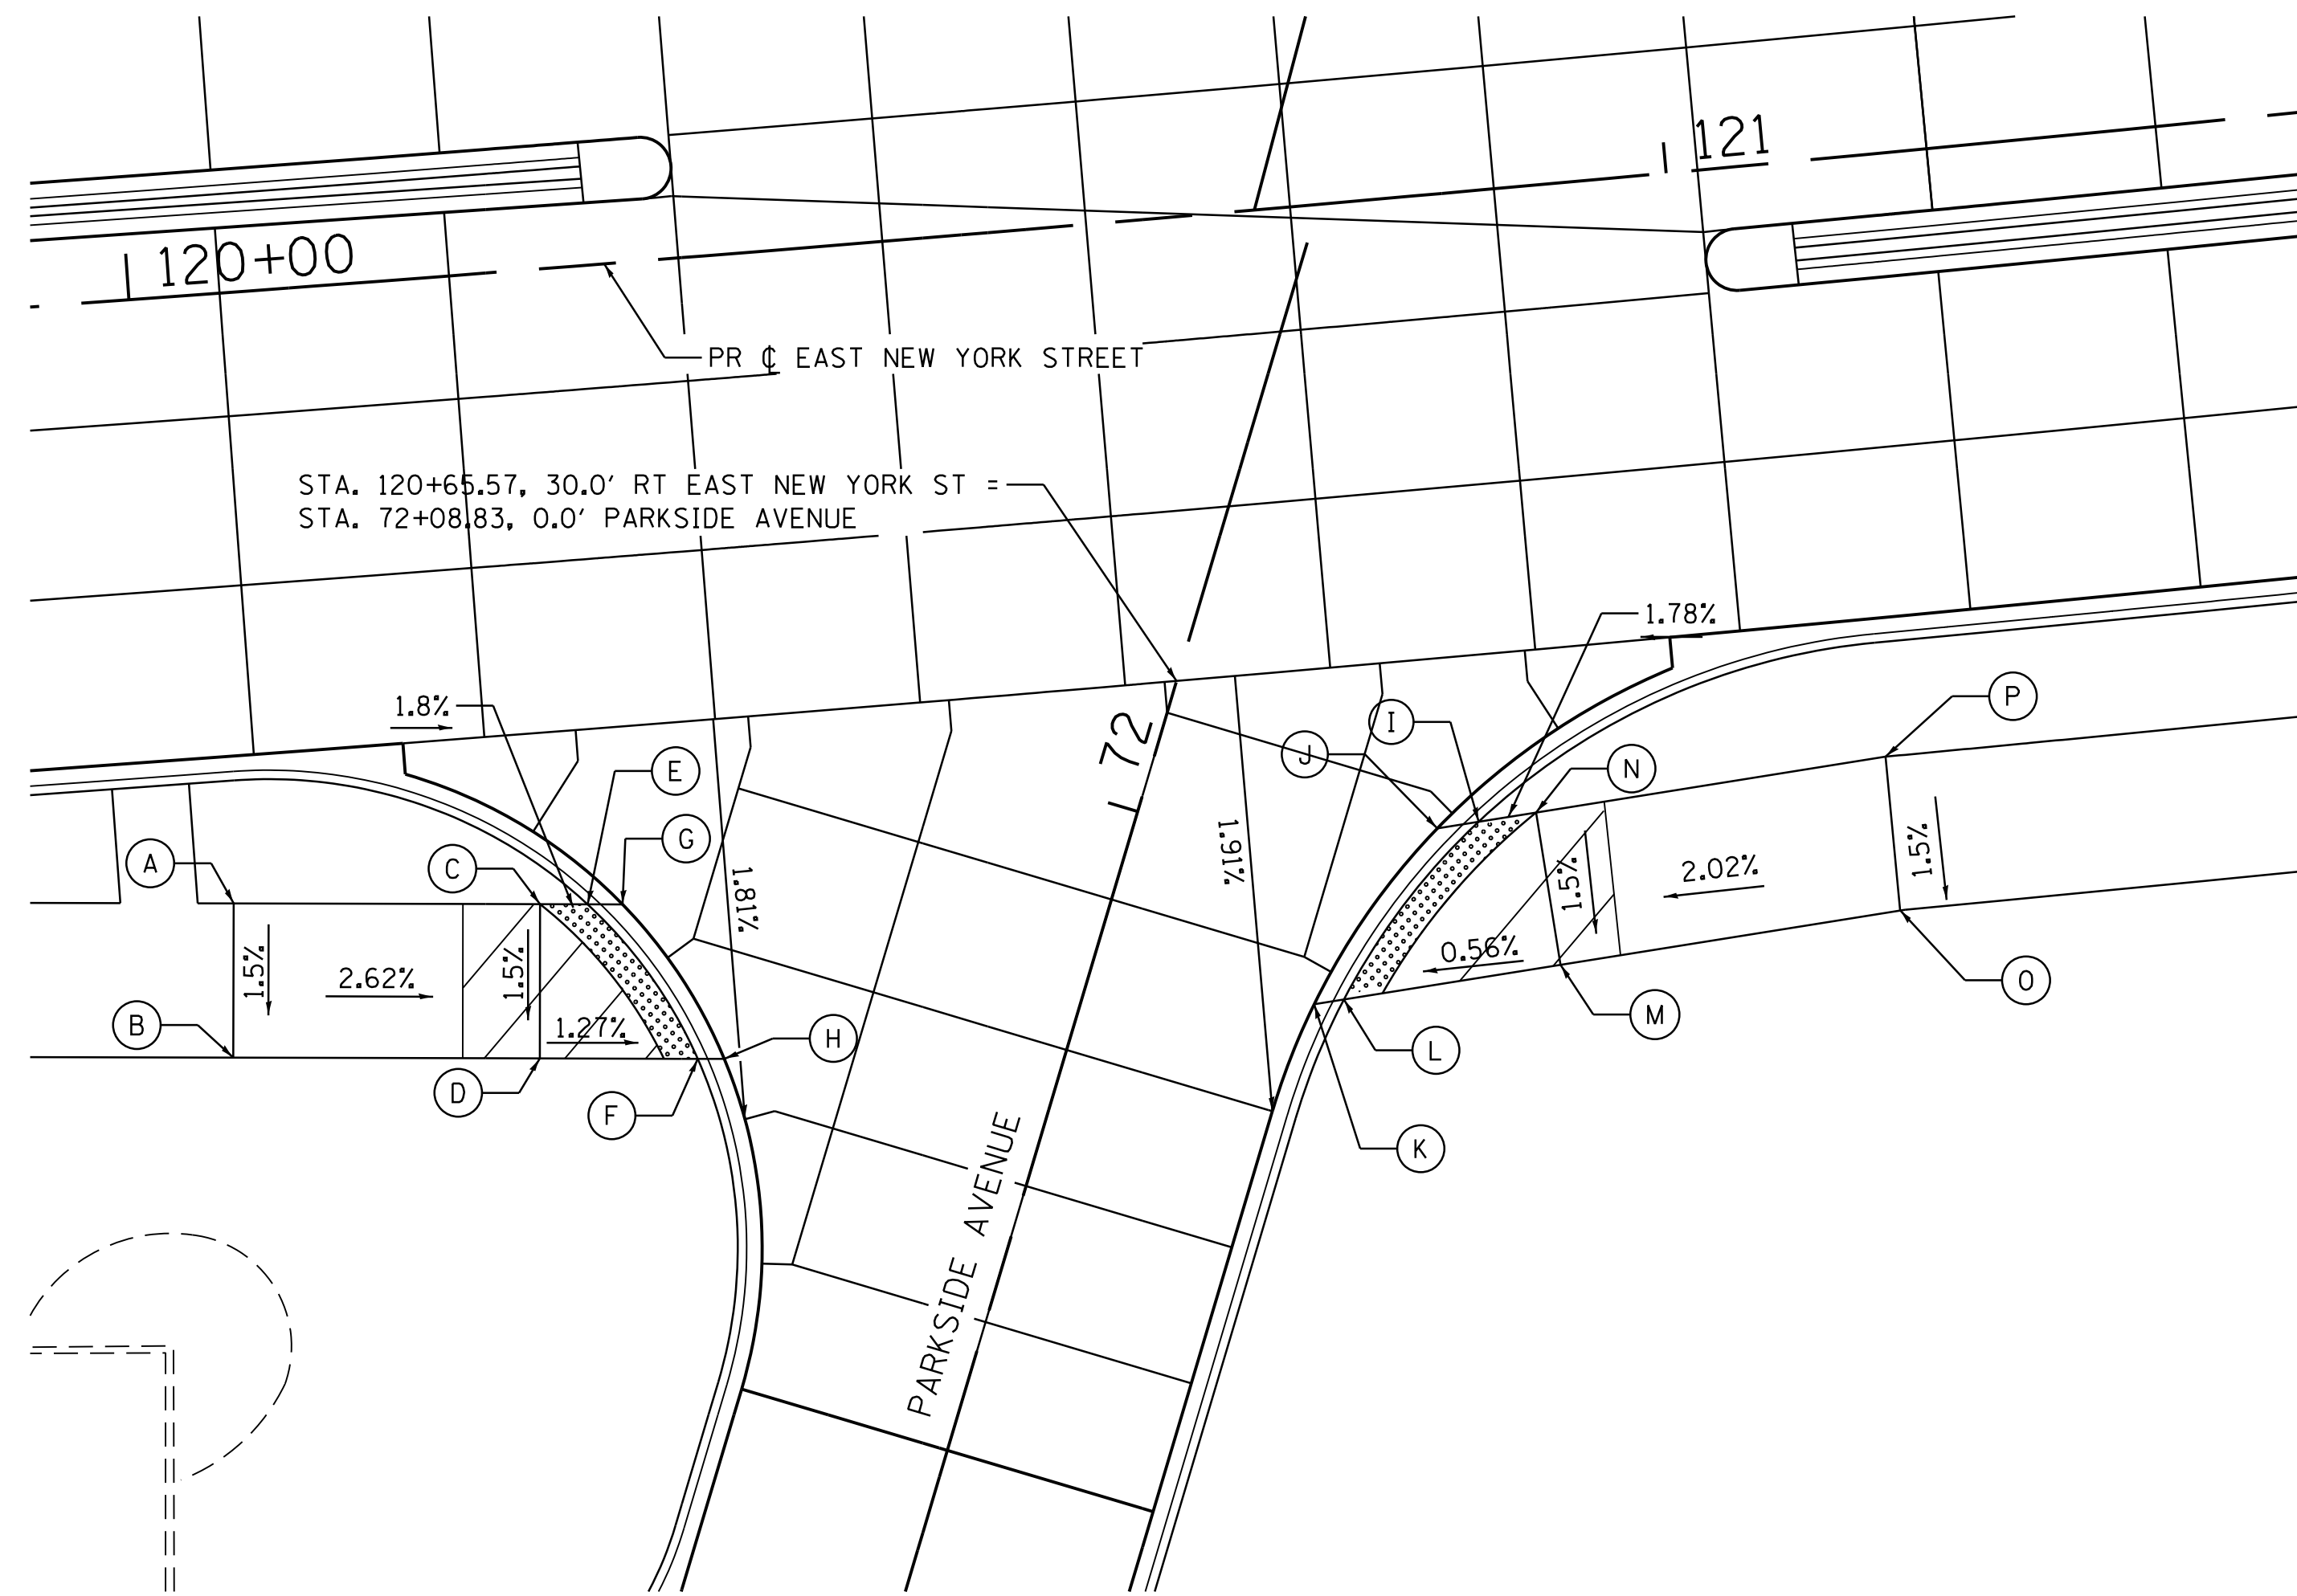 121
120+00
PR ℄ EAST NEW YORK STREET
STA. 120+65.57, 30.0' RT EAST NEW YORK ST =
STA. 72+08.83, 0.0' PARKSIDE AVENUE
1.78%
1.8%
P
I
J
N
E
G
72
A
C
1.81%
1.91%
1.5%
2.02%
1.5%
1.5%
2.62%
1.5%
0.56%
O
B
1.27%
H
M
L
D
F
K
PARKSIDE AVENUE